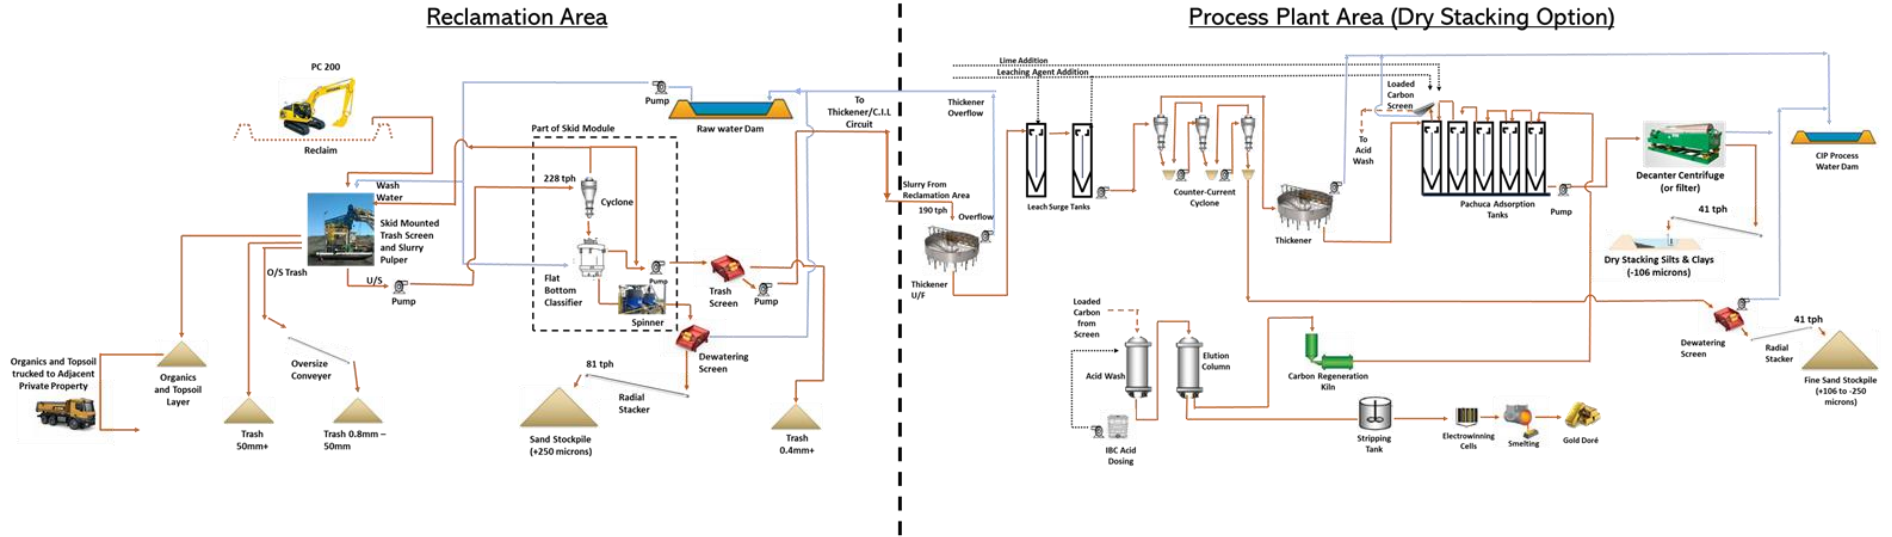 Reclamation Area
Process Plant Area (Dry Stacking Option)
PC 200
Reclaim
Wash
Water
Skid Mounted
Trash Screen
and Slurry
Pulper
O/S Trash
U/S
Pump
Organics and Topsoil
trucked to Adjacent
Private Property
Organics
and Topsoil
Layer
Trash
50mm+
Oversize
Conveyer
Trash 0.8mm –
50mm
Part of Skid Module
228 tph
Cyclone
Flat
Bottom
Classifier
Pump
Spinner
Pump
Raw water Dam
Trash
Screen
Pump
Dewatering
Screen
81 tph
Radial
Stacker
Sand Stockpile
(+250 microns)
Trash
0.4mm+
To
Thickener/C.I.L
Circuit
Thickener
Overflow
Slurry From
Reclamation Area
190 tph
Overflow
Thickener
U/F
Lime Addition
Leaching Agent Addition
Leach Surge Tanks
Counter-Current
Cyclone
Thickener
Loaded
Carbon
Screen
To
Acid
Wash
Pachuca Adsorption
Tanks
Pump
Decanter Centrifuge
(or filter)
41 tph
Dry Stacking Silts & Clays
(-106 microns)
CIP Process
Water Dam
Dewatering
Screen
41 tph
Radial
Stacker
Fine Sand Stockpile
(+106 to -250
microns)
Loaded
Carbon
from
Screen
Acid Wash
IBC Acid
Dosing
Elution
Column
Carbon Regeneration
Kiln
Stripping
Tank
Electrowinning
Cells
Smelting
Gold Doré